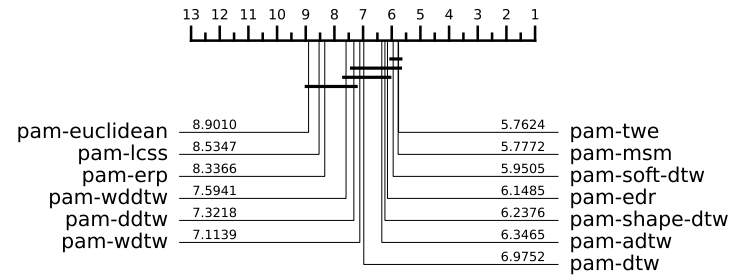 13 12 11 10 9 8 7 6 5 4 3 2 1
pam-euclidean 8.9010 5.7624 pam-twe
pam-lcss 8.5347 5.7772 pam-msm
pam-erp 8.3366 5.9505 pam-soft-dtw
pam-wddtw 7.5941 6.1485 pam-edr
pam-ddtw 7.3218 6.2376 pam-shape-dtw
pam-wdtw 7.1139 6.3465 pam-adtw
6.9752 pam-dtw